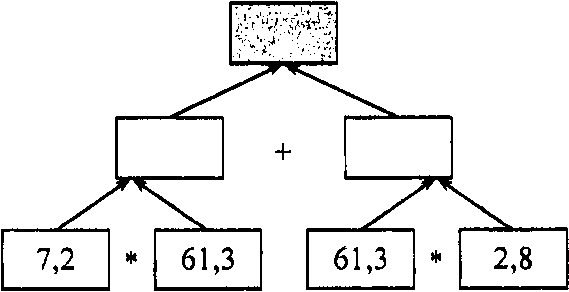 +
7,2 * 61,3 61,3 * 2,8